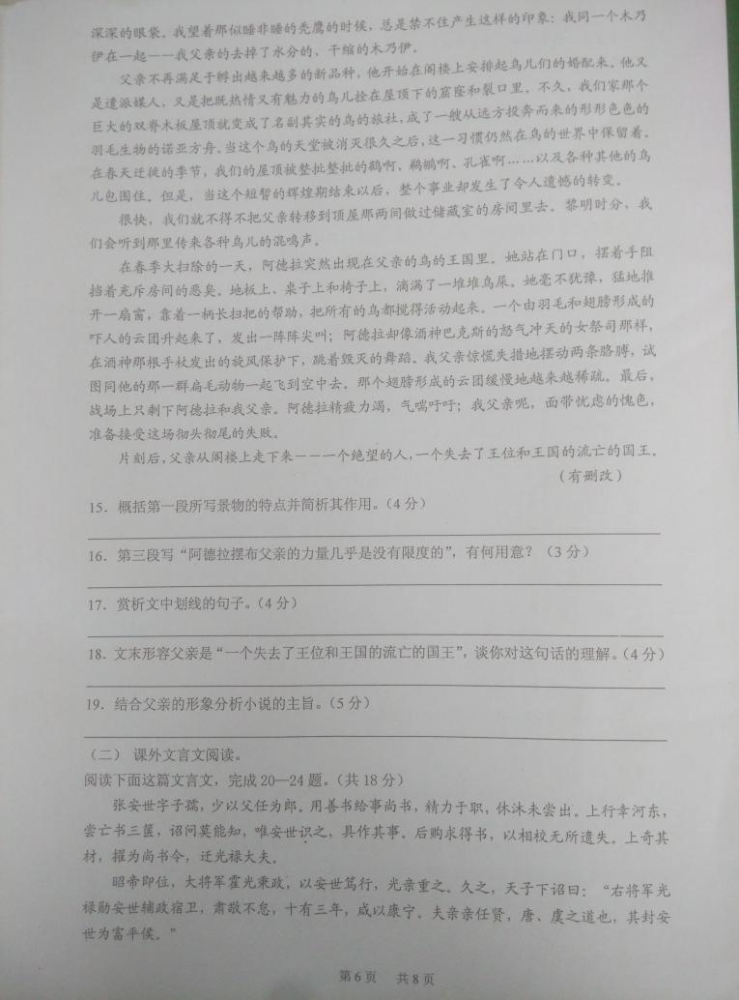 深深的眼袋。我望着那似睡非睡的秃鹰的时候，总是禁不住产生这样的印象：我同一个木乃
伊在一起——我父亲的去掉了水分的、干缩的木乃伊。
父亲不再满足于孵出越来越多的新品种，他开始在阁楼上安排起鸟儿们的婚配来。他又
是遣派媒人，又是把既热情又有魅力的鸟儿拴在屋顶下的窟窿和裂口里。不久，我们家那个
巨大的双脊木板屋顶就变成了名副其实的鸟的旅社，成了一艘从远方投奔而来的形形色色的
羽毛生物的诺亚方舟。当这个鸟的天堂被消灭很久之后，这一习惯仍然在鸟的世界中保留着。
在春天迁徙的季节，我们的屋顶被整批整批的鹤啊、鹈鹕啊、孔雀啊……以及各种其他的鸟
儿包围住。但是，当这个短暂的辉煌期结束以后，整个事业却发生了令人遗憾的转变。
很快，我们就不得不把父亲转移到顶屋那两间做过储藏室的房间里去。黎明时分，我
们会听到那里传来各种鸟儿的混鸣声。
在春季大扫除的一天，阿德拉突然出现在父亲的鸟的王国里。她站在门口，摆着手阻
挡着充斥房间的恶臭。地板上、桌子上和椅子上，滴满了一堆堆鸟屎。她毫不犹豫，猛地推
开一扇窗，靠着一柄长扫把的帮助，把所有的鸟都搅得活动起来。一个由羽毛和翅膀形成的
吓人的云团升起来了，发出一阵阵尖叫；阿德拉却像酒神巴克斯的怒气冲天的女祭司那样，
在酒神那根手杖发出的旋风保护下，跳着毁灭的舞蹈。我父亲惊慌失措地摆动两条胳膊，试
图同他的那一群扁毛动物一起飞到空中去。那个翅膀形成的云团缓慢地越来越稀疏。最后，
战场上只剩下阿德拉和我父亲。阿德拉精疲力竭，气喘吁吁；我父亲呢，面带忧虑的愧色，
准备接受这场彻头彻尾的失败。
片刻后，父亲从阁楼上走下来——一个绝望的人，一个失去了王位和王国的流亡的国王。
（有删改）
15．概括第一段所写景物的特点并简析其作用。（4 分）
16．第三段写“阿德拉摆布父亲的力量几乎是没有限度的”，有何用意？（3 分）
17．赏析文中划线的句子。（4 分）
18．文末形容父亲是“一个失去了王位和王国的流亡的国王”，谈你对这句话的理解。（4 分）
19．结合父亲的形象分析小说的主旨。（5 分）
（二） 课外文言文阅读。
阅读下面这篇文言文，完成 20—24 题。（共 18 分）
张安世字子孺，少以父任为郎。用善书给事尚书，精力于职，休沐未尝出。上行幸河东，
尝亡书三箧，诏问莫能知，唯安世识之，具作其事。后购求得书，以相校无所遗失。上奇其
材，擢为尚书令，迁光禄大夫。
昭帝即位，大将军霍光秉政，以安世笃行，光亲重之。久之，天子下诏曰：“右将军光
禄勋安世辅政宿卫，肃敬不怠，十有三年，咸以康宁。夫亲亲任贤，唐、虞之道也，其封安
世为富平侯。”
第 6 页 共 8 页